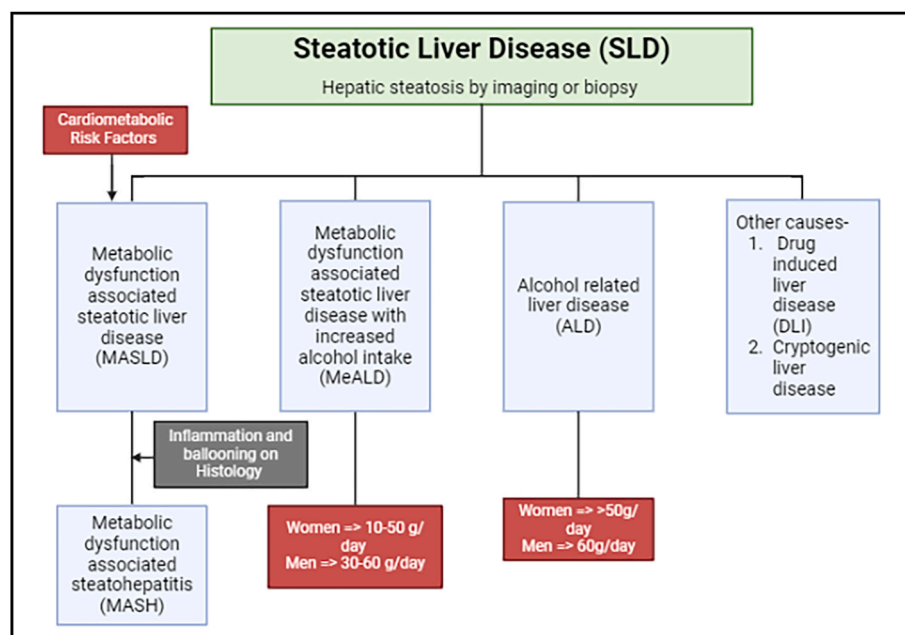 Steatotic Liver Disease (SLD)
Hepatic steatosis by imaging or biopsy
Cardiometabolic
Risk Factors
Metabolic
dysfunction
associated
steatotic liver
disease
(MASLD)
Metabolic
dysfunction
associated
steatotic liver
disease with
increased
alcohol intake
(MeALD)
Alcohol related
liver disease
(ALD)
Other causes-
1. Drug
induced
liver
disease
(DLI)
2. Cryptogenic
liver
disease
Inflammation and
ballooning on
Histology
Metabolic
dysfunction
associated
steatohepatitis
(MASH)
Women => 10-50 g/
day
Men => 30-60 g/day
Women => >50g/
day
Men => 60g/day